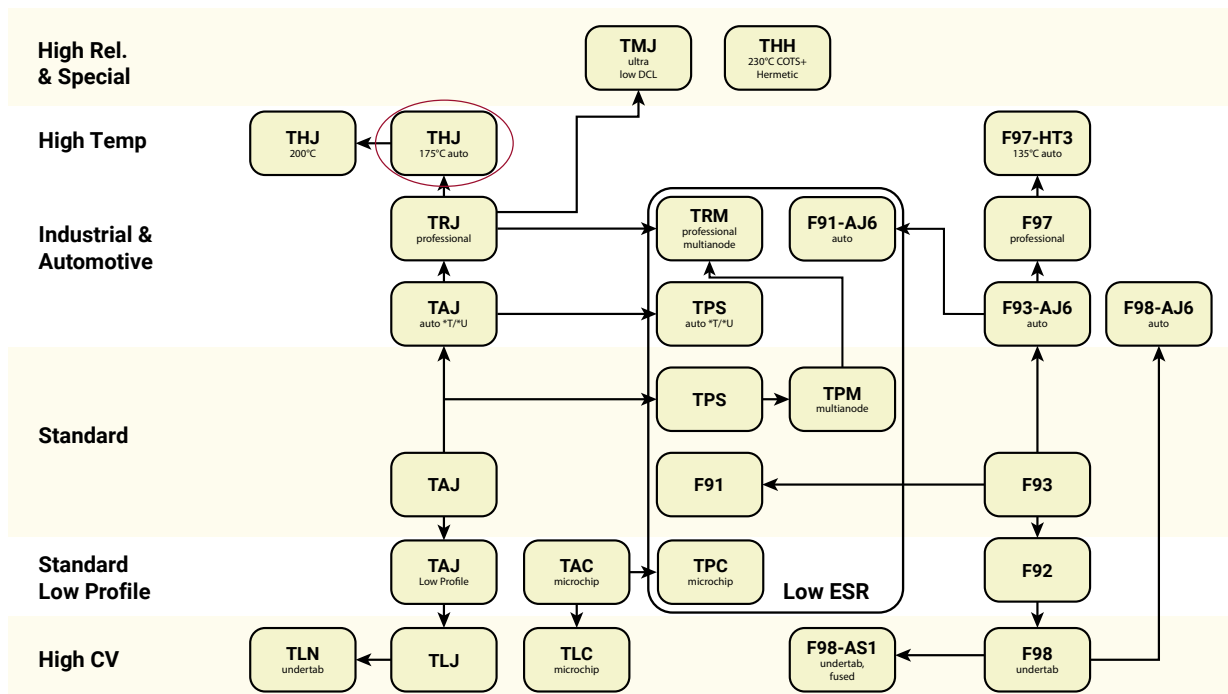 High Rel.
& Special
TMJ
ultra
low DCL
THH
230°C COTS+
Hermetic
High Temp
THJ
200°C
THJ
175°C auto
F97-HT3
135°C auto
Industrial &
Automotive
TRJ
professional
TRM
professional
multianode
F91-AJ6
auto
F97
professional
TAJ
auto *T/*U
TPS
auto *T/*U
F93-AJ6
auto
F98-AJ6
auto
Standard
TPS
TPM
multianode
TAJ
F91
F93
Standard
Low Profile
TAJ
Low Profile
TAC
microchip
TPC
microchip
Low ESR
F92
High CV
TLN
undertab
TLJ
TLC
microchip
F98-AS1
undertab,
fused
F98
undertab